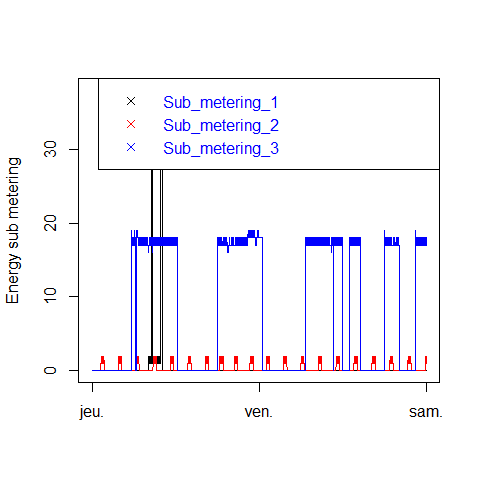 Sub_metering_1
Sub_metering_2
Sub_metering_3
Energy sub metering
30
20
10
0
jeu. ven. sam.